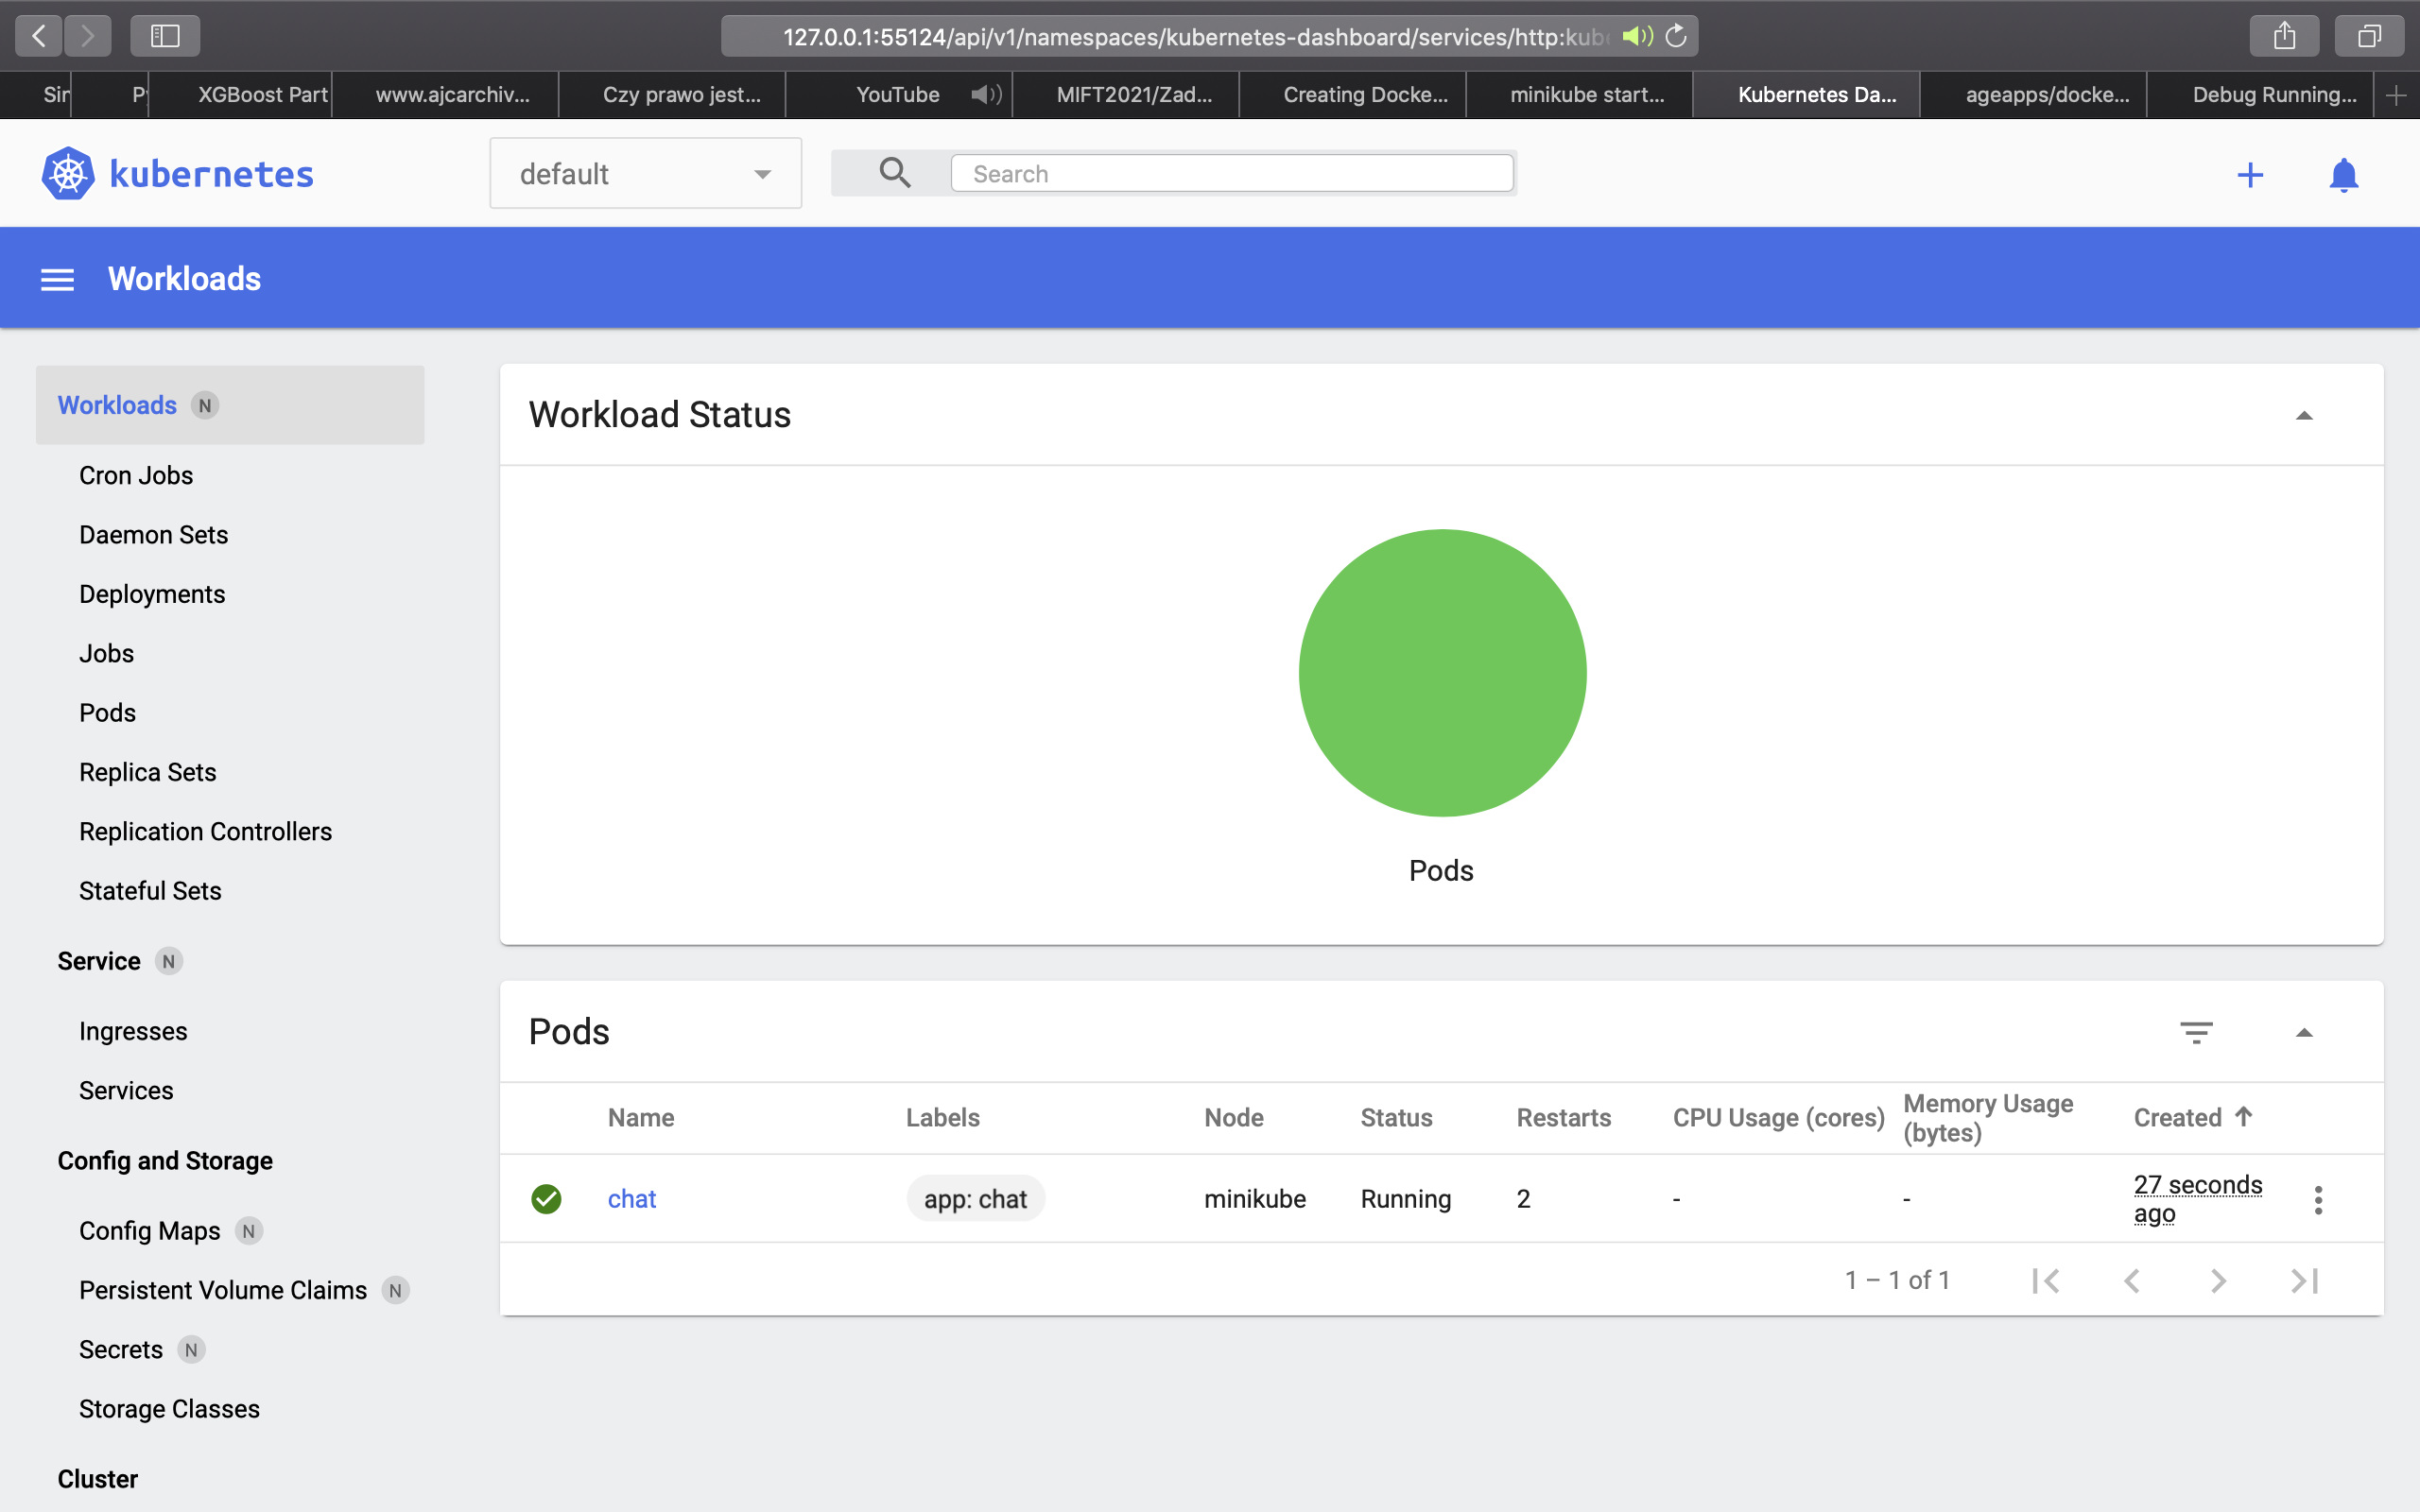 127.0.0.1:55124/api/v1/namespaces/kubernetes-dashboard/services/http:kube
Sin
XGBoost Part
www.ajcarchiv...
Czy prawo jest...
YouTube
MIFT2021/Zad...
Creating Docke...
minikube start...
Kubernetes Da...
ageapps/docke...
Debug Running...
kubernetes
default
Search
Workloads
Workloads N
Cron Jobs
Daemon Sets
Deployments
Jobs
Pods
Replica Sets
Replication Controllers
Stateful Sets
Service N
Ingresses
Services
Config and Storage
Config Maps N
Persistent Volume Claims N
Secrets N
Storage Classes
Cluster
Workload Status
Pods
Pods
Name Labels Node Status Restarts CPU Usage (cores) Memory Usage (bytes) Created
chat app: chat minikube Running 2 - - 27 seconds ago
1 – 1 of 1